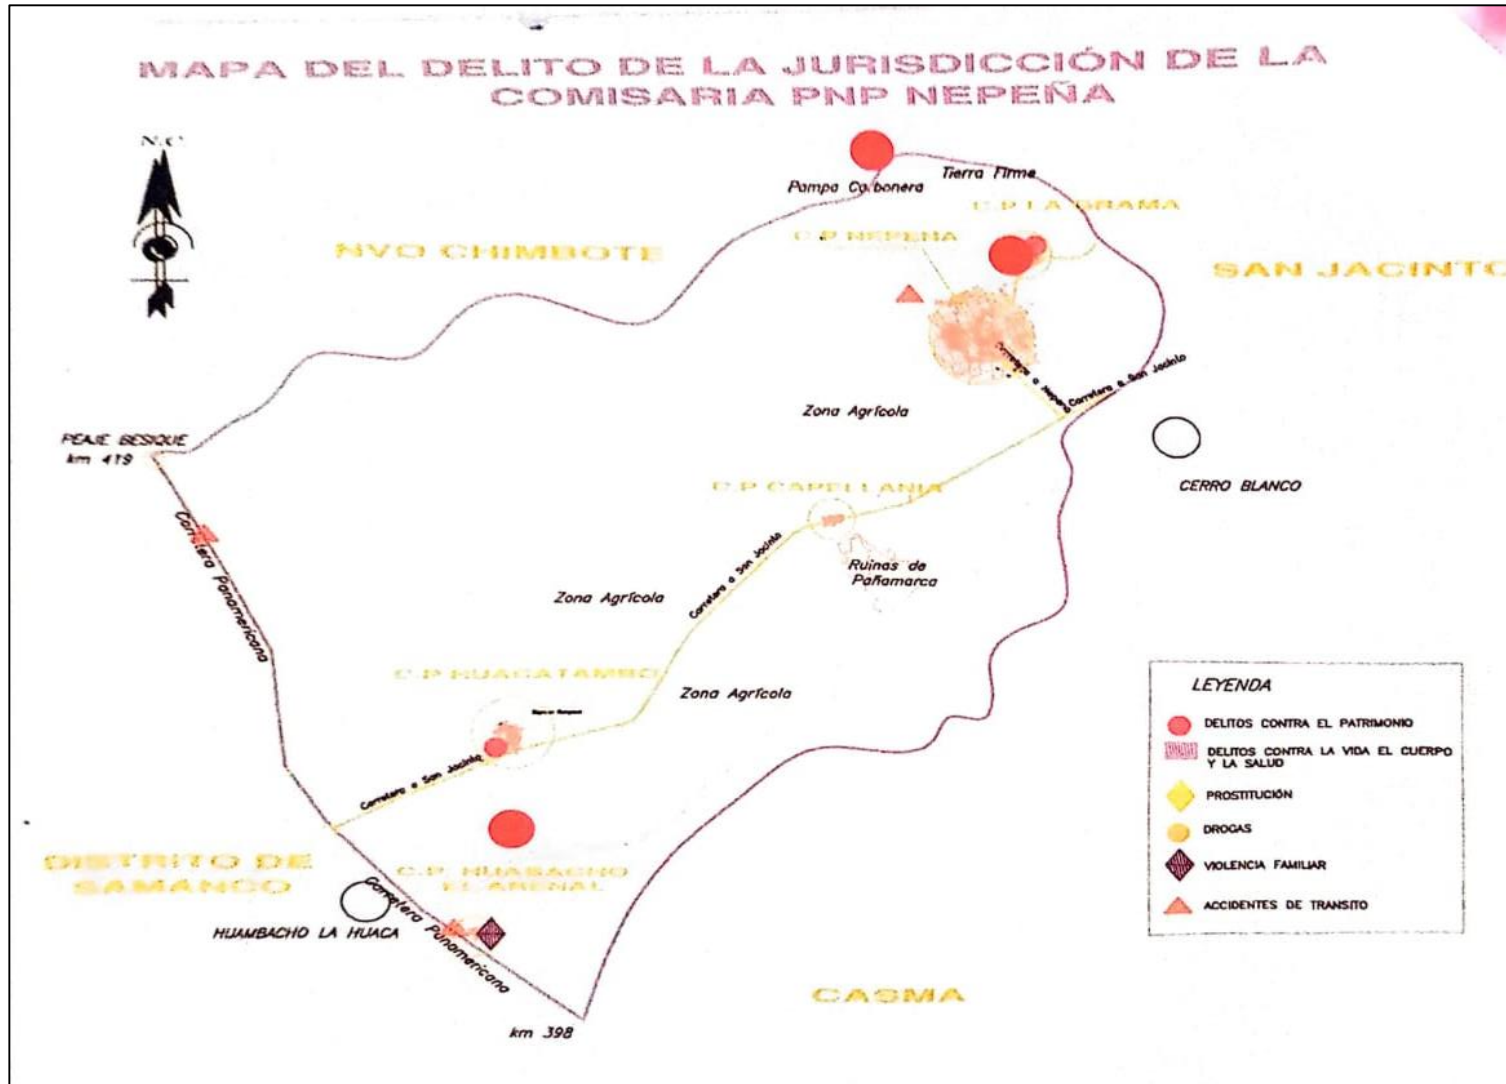 MAPA DEL DELITO DE LA JURISDICCIÓN DE LA
COMISARIA PNP NEPEÑA
N.C.
Pampa Carbonera
Tierra Firme
C.P LA GRAMA
C.P NEPEÑA
NVO CHIMBOTE
SAN JACINTO
Carretera a Nepeña
Carretera a San Jacinto
Zona Agrícola
PEAJE BESIQUE
km 419
CERRO BLANCO
C.P CAPELLANIA
Carretera Panamericana
Carretera a San Jacinto
Ruinas de
Pañamarca
Zona Agrícola
C.P HUACATAMBO
Zona Agrícola
LEYENDA
DELITOS CONTRA EL PATRIMONIO
DELITOS CONTRA LA VIDA EL CUERPO
Y LA SALUD
PROSTITUCIÓN
DROGAS
VIOLENCIA FAMILIAR
ACCIDENTES DE TRANSITO
Carretera a San Jacinto
DISTRITO DE
SAMANCO
C.P. HUABACHO
EL ARENAL
HUAMBACHO LA HUACA
Carretera Panamericana
CASMA
km 398